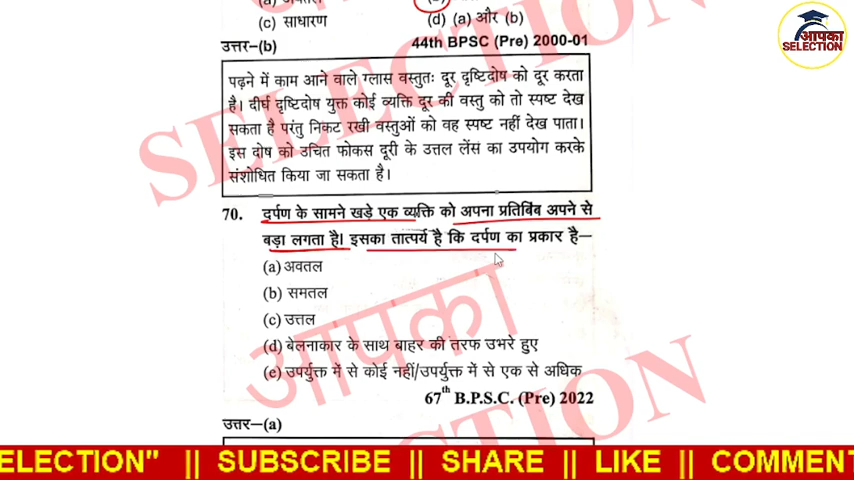 (c) साधारण
(d) (a) और (b)
उत्तर–(b)
44th BPSC (Pre) 2000-01
आपका
SELECTION
पढ़ने में काम आने वाले ग्लास वस्तुतः दूर दृष्टिदोष को दूर करता
है। दीर्घ दृष्टिदोष युक्त कोई व्यक्ति दूर की वस्तु को तो स्पष्ट देख
सकता है परंतु निकट रखी वस्तुओं को वह स्पष्ट नहीं देख पाता।
इस दोष को उचित फोकस दूरी के उत्तल लेंस का उपयोग करके
संशोधित किया जा सकता है।
SELECTION
70. दर्पण के सामने खड़े एक व्यक्ति को अपना प्रतिबिंब अपने से
बड़ा लगता है। इसका तात्पर्य है कि दर्पण का प्रकार है–
(a) अवतल
(b) समतल
(c) उत्तल
(d) बेलनाकार के साथ बाहर की तरफ उभरे हुए
(e) उपर्युक्त में से कोई नहीं/उपर्युक्त में से एक से अधिक
67th B.P.S.C. (Pre) 2022
उत्तर–(a)
आपका
ELECTION" || SUBSCRIBE || SHARE || LIKE || COMMENT